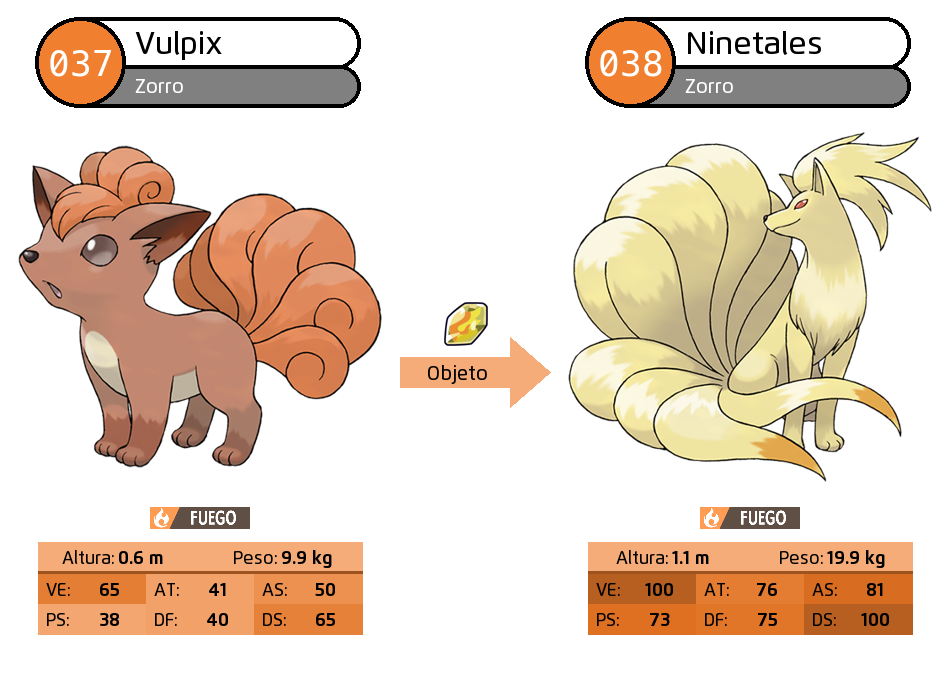 037 Vulpix
Zorro
038 Ninetales
Zorro
Objeto
FUEGO
Altura: 0.6 m Peso: 9.9 kg
VE: 65 AT: 41 AS: 50
PS: 38 DF: 40 DS: 65
FUEGO
Altura: 1.1 m Peso: 19.9 kg
VE: 100 AT: 76 AS: 81
PS: 73 DF: 75 DS: 100